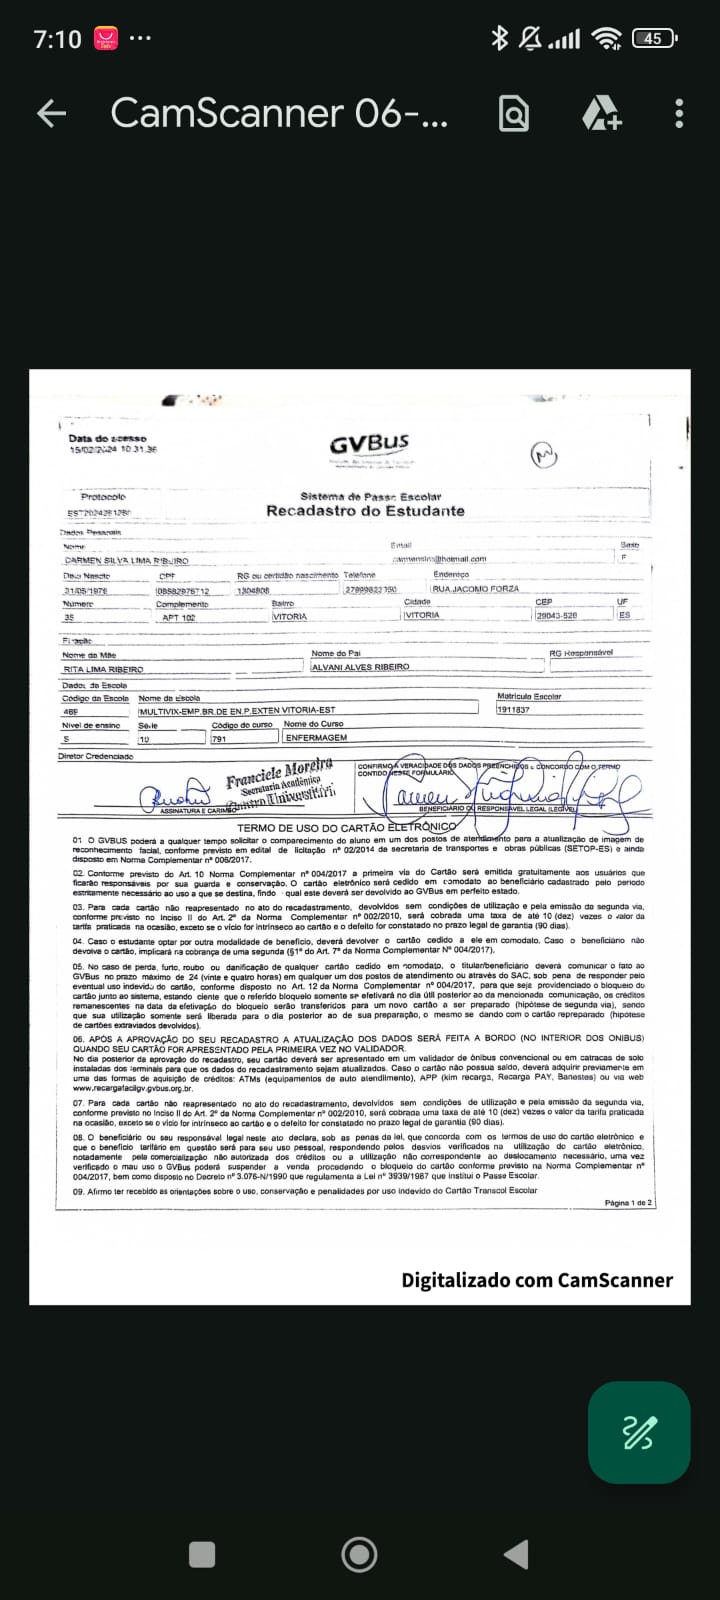 7:10
45
CamScanner 06-...
Data do acesso
15/02/2024 10.31.36
GVBus
Protocolo
Sistema de Passe Escolar
Recadastro do Estudante
Dados Pessoais
Nome Email Sexo
CARMEN SILVA LIMA RIBEIRO F
CPF RG ou certidão nascimento Telefone Endereço
RUA JACOMO FORZA
Número Complemento Bairro Cidade CEP UF
35 APT 102 VITORIA VITORIA 29043-520 ES
Filiação
Nome da Mãe Nome do Pai RG Responsável
RITA LIMA RIBEIRO ALVANI ALVES RIBEIRO
Dados da Escola
Código da Escola Nome da Escola Matrícula Escolar
MULTIVIX-EMP.BR.DE EN.P.EXTEN VITORIA-EST 1911837
Nível de ensino Série Código do curso Nome do Curso
S 10 791 ENFERMAGEM
Diretor Credenciado
Franciele Moreira
Secretaria Acadêmica
Universitário
ASSINATURA E CARIMBO
CONFIRMO A VERACIDADE DOS DADOS PREENCHIDOS E CONCORDO COM O TERMO
CONTIDO NESTE FORMULÁRIO.
BENEFICIÁRIO OU RESPONSÁVEL LEGAL (LEGÍVEL)
TERMO DE USO DO CARTÃO ELETRÔNICO
01 O GVBUS poderá a qualquer tempo solicitar o comparecimento do aluno em um dos postos de atendimento para a atualização de imagem de
reconhecimento facial, conforme previsto em edital de licitação nº 02/2014 da secretaria de transportes e obras públicas (SETOP-ES) e ainda
disposto em Norma Complementar nº 006/2017.
02. Conforme previsto do Art. 10 Norma Complementar nº 004/2017 a primeira via do Cartão será emitida gratuitamente aos usuários que
ficarão responsáveis por sua guarda e conservação. O cartão eletrônico será cedido em comodato ao beneficiário cadastrado pelo período
estritamente necessário ao uso a que se destina, findo qual este deverá ser devolvido ao GVBus em perfeito estado.
03. Para cada cartão não reapresentado no ato do recadastramento, devolvidos sem condições de utilização e pela emissão da segunda via,
conforme previsto no Inciso II do Art. 2º da Norma Complementar nº 002/2010, será cobrada uma taxa de até 10 (dez) vezes o valor da
tarifa praticada na ocasião, exceto se o vício for intrínseco ao cartão e o defeito for constatado no prazo legal de garantia (90 dias).
04. Caso o estudante optar por outra modalidade de benefício, deverá devolver o cartão cedido a ele em comodato. Caso o beneficiário não
devolva o cartão, implicará na cobrança de uma segunda (§1º do Art. 7º da Norma Complementar Nº 004/2017).
05. No caso de perda, furto, roubo ou danificação de qualquer cartão cedido em comodato, o titular/beneficiário deverá comunicar o fato ao
GVBus no prazo máximo de 24 (vinte e quatro horas) em qualquer um dos postos de atendimento ou através do SAC, sob pena de responder pelo
eventual uso indevido do cartão, conforme disposto no Art. 12 da Norma Complementar nº 004/2017, para que seja providenciado o bloqueio do
cartão junto ao sistema, estando ciente que o referido bloqueio somente se efetivará no dia útil posterior ao da mencionada comunicação, os créditos
remanescentes na data da efetivação do bloqueio serão transferidos para um novo cartão a ser preparado (hipótese de segunda via), sendo
que sua utilização somente será liberada para o dia posterior ao de sua preparação, o mesmo se dando com o cartão repreparado (hipótese
de cartões extraviados devolvidos).
06. APÓS A APROVAÇÃO DO SEU RECADASTRO A ATUALIZAÇÃO DOS DADOS SERÁ FEITA A BORDO (NO INTERIOR DOS ONIBUS)
QUANDO SEU CARTÃO FOR APRESENTADO PELA PRIMEIRA VEZ NO VALIDADOR.
No dia posterior da aprovação do recadastro, seu cartão deverá ser apresentado em um validador de ônibus convencional ou em catracas de solo
instaladas dos terminais para que os dados do recadastramento sejam atualizados. Caso o cartão não possua saldo, deverá adquirir previamente em
uma das formas de aquisição de créditos: ATMs (equipamentos de auto atendimento), APP (kim recarga, Recarga PAY, Banestes) ou via web
www.recargafacilgv.gvbus.org.br.
07. Para cada cartão não reapresentado no ato do recadastramento, devolvidos sem condições de utilização e pela emissão da segunda via,
conforme previsto no Inciso II do Art. 2º da Norma Complementar nº 002/2010, será cobrada uma taxa de até 10 (dez) vezes o valor da tarifa praticada
na ocasião, exceto se o vício for intrínseco ao cartão e o defeito for constatado no prazo legal de garantia (90 dias).
08. O beneficiário ou seu responsável legal neste ato declara, sob as penas da lei, que concorda com os termos de uso do cartão eletrônico e
que o benefício tarifário em questão será para seu uso pessoal, respondendo pelos desvios verificados na utilização do cartão eletrônico,
notadamente pela comercialização não autorizada dos créditos ou a utilização não correspondente ao deslocamento necessário, uma vez
verificado o mau uso o GVBus poderá suspender a venda procedendo o bloqueio do cartão conforme previsto na Norma Complementar nº
004/2017, bem como disposto no Decreto nº 3.076-N/1990 que regulamenta a Lei nº 3939/1987 que institui o Passe Escolar.
09. Afirmo ter recebido as orientações sobre o uso, conservação e penalidades por uso indevido do Cartão Transcol Escolar
Página 1 de 2
Digitalizado com CamScanner